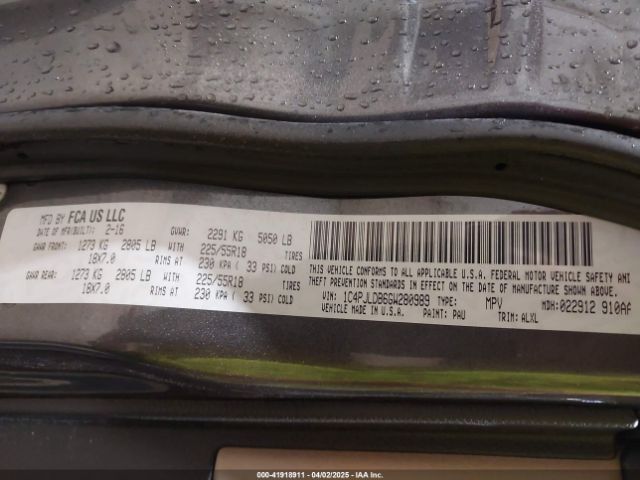 MFD BY FCA US LLC
DATE OF MFR(BUILT): 2-16 GVWR: 2291 KG 5050 LB
GAWR FRONT: 1273 KG 2805 LB WITH 225/55R18 TIRES
18X7.0 RIMS AT 230 KPA ( 33 PSI) COLD
GAWR REAR: 1273 KG 2805 LB WITH 225/55R18 TIRES
18X7.0 RIMS AT 230 KPA ( 33 PSI) COLD
THIS VEHICLE CONFORMS TO ALL APPLICABLE U.S.A. FEDERAL MOTOR VEHICLE SAFETY AN
THEFT PREVENTION STANDARDS IN EFFECT ON THE DATE OF MANUFACTURE SHOWN ABOVE.
VIN: 1C4PJLDB6GW280989 TYPE: MPV MDH:022912 910AA
VEHICLE MADE IN U.S.A. PAINT: PAU TRIM: ALXL
000-41918911 - 04/02/2025 - IAA Inc.